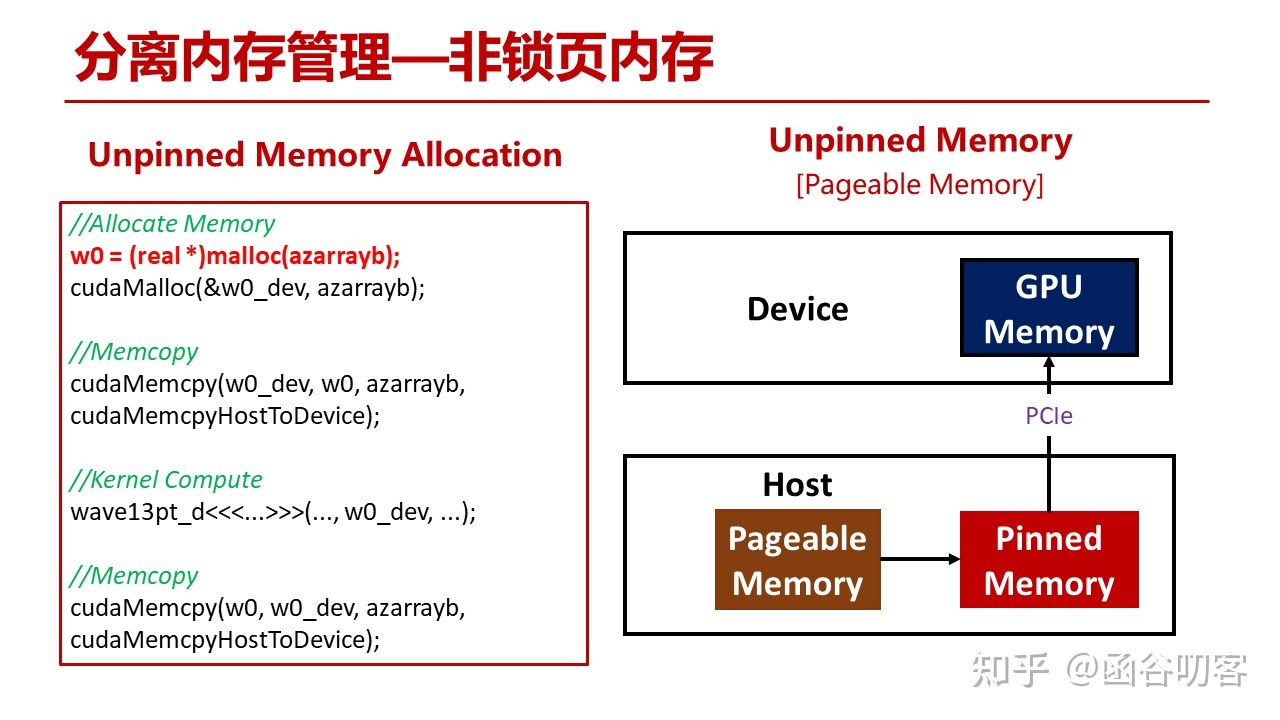 分离内存管理—非锁页内存
Unpinned Memory Allocation
//Allocate Memory
w0 = (real *)malloc(azarrayb);
cudaMalloc(&w0_dev, azarrayb);
//Memcopy
cudaMemcpy(w0_dev, w0, azarrayb,
cudaMemcpyHostToDevice);
//Kernel Compute
wave13pt_d<<<...>>>(..., w0_dev, ...);
//Memcopy
cudaMemcpy(w0, w0_dev, azarrayb,
cudaMemcpyHostToDevice);
Unpinned Memory
[Pageable Memory]
Device
GPU
Memory
PCIe
Host
Pageable
Memory
Pinned
Memory
知乎 @函谷叨客